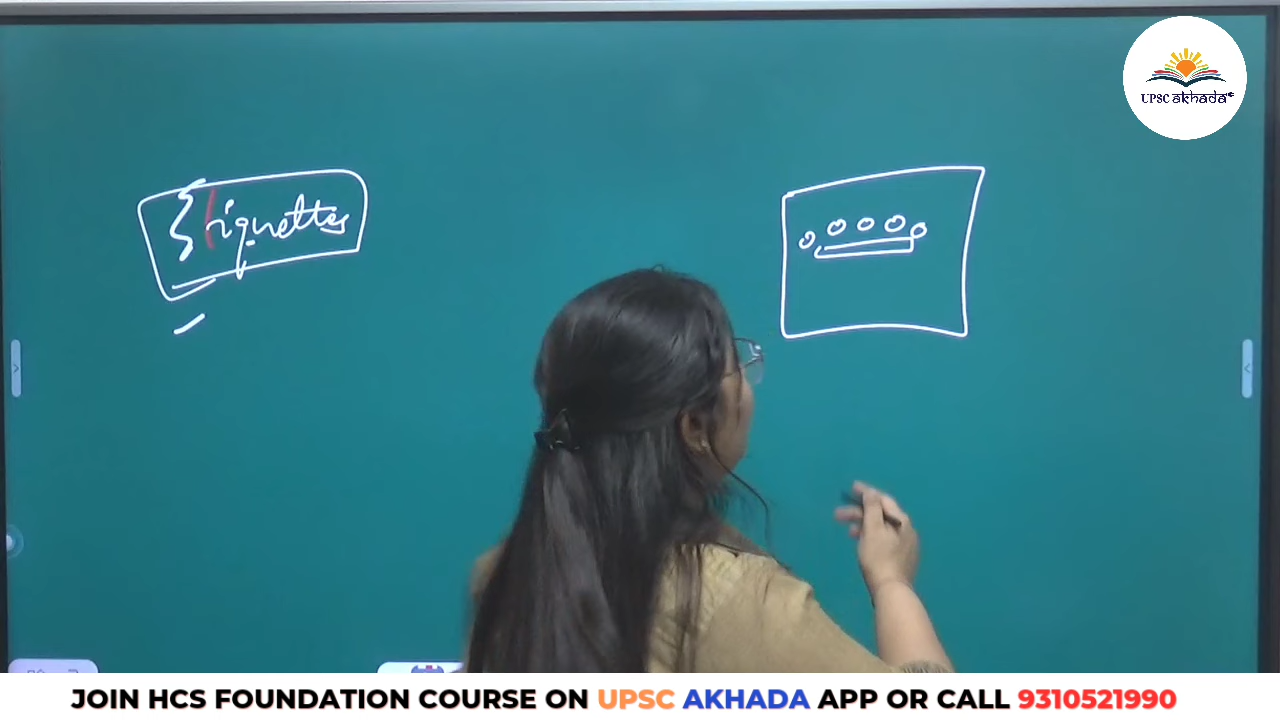 Etiquettes
UPSC akhada
JOIN HCS FOUNDATION COURSE ON UPSC AKHADA APP OR CALL 9310521990